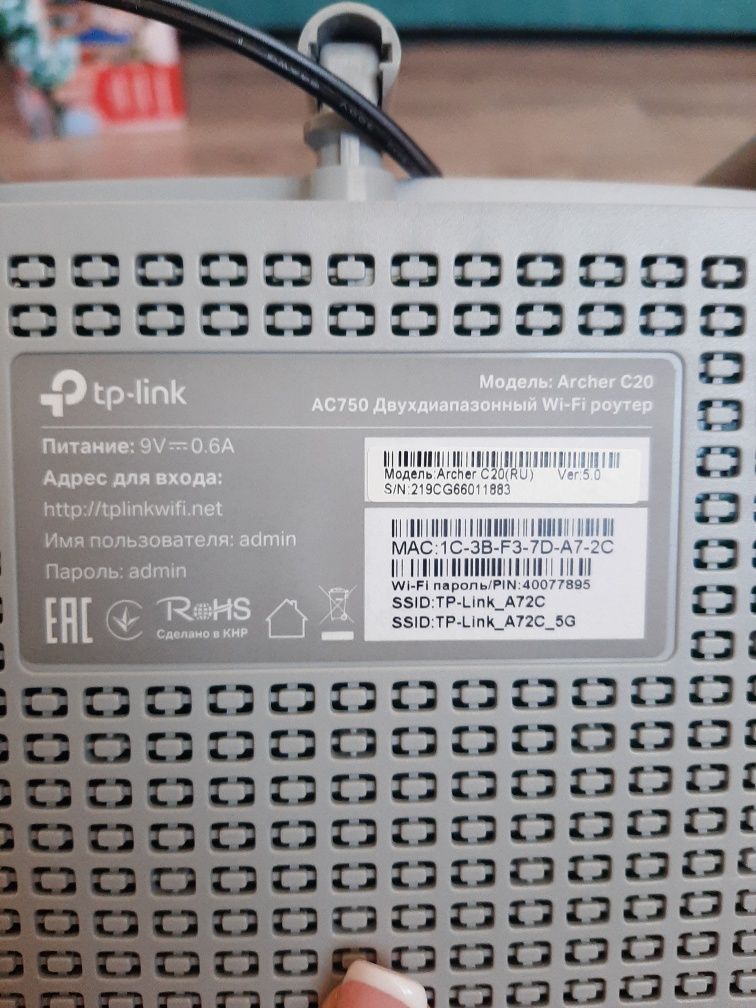 tp-link
Модель: Archer C20
AC750 Двухдиапазонный Wi-Fi роутер
Питание: 9V⎓0.6A
Адрес для входа:
http://tplinkwifi.net
Имя пользователя: admin
Пароль: admin
EAC
RoHS
Сделано в КНР
Модель:Archer C20(RU) Ver:5.0
S/N:219CG66011883
MAC:1C-3B-F3-7D-A7-2C
Wi-Fi пароль/PIN:40077895
SSID:TP-Link_A72C
SSID:TP-Link_A72C_5G